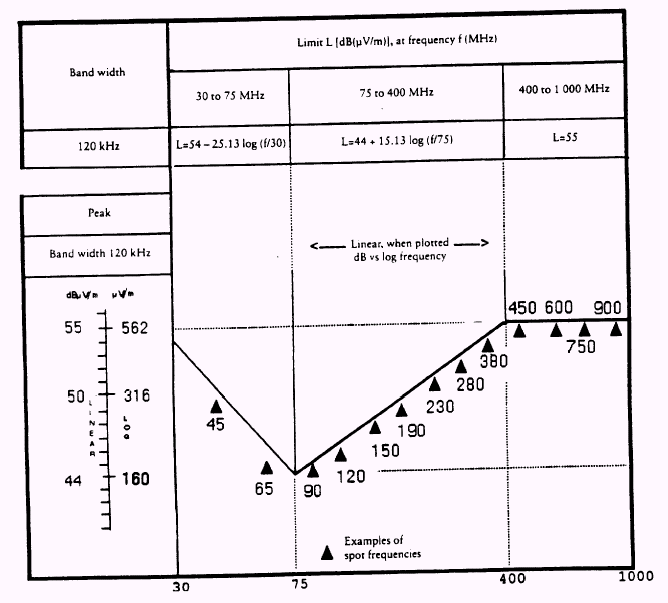 Limit L [dB(µV/m)], at frequency f (MHz)
Band width
30 to 75 MHz
75 to 400 MHz
400 to 1 000 MHz
120 kHz
L=54 – 25.13 log (f/30)
L=44 + 15.13 log (f/75)
L=55
Peak
Band width 120 kHz
Linear, when plotted
dB vs log frequency
dBµV/m µV/m
55 562
50 316
44 160
LINEAR
LOG
45
65
90
120
150
190
230
280
380
450 600 900
750
Examples of
spot frequencies
30 75 400 1000